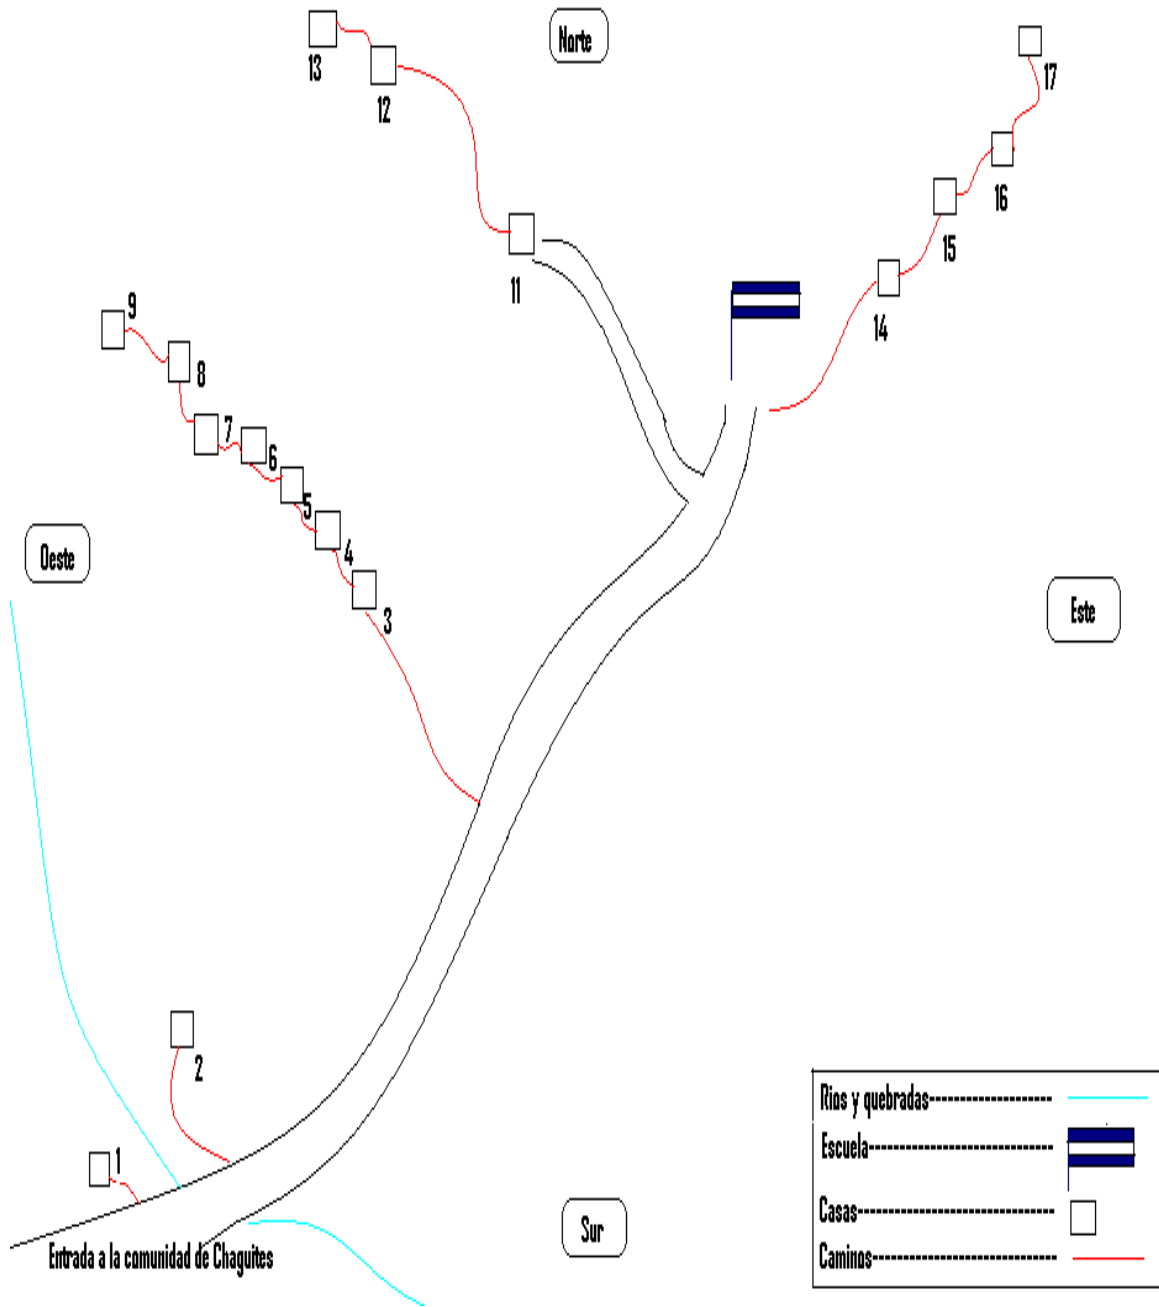 Norte
13
12
17
16
15
11
14
9
8
7
6
5
4
3
Oeste
Este
2
1
Entrada a la comunidad de Chaguites
Sur
Rios y quebradas
Escuela
Casas
Caminos